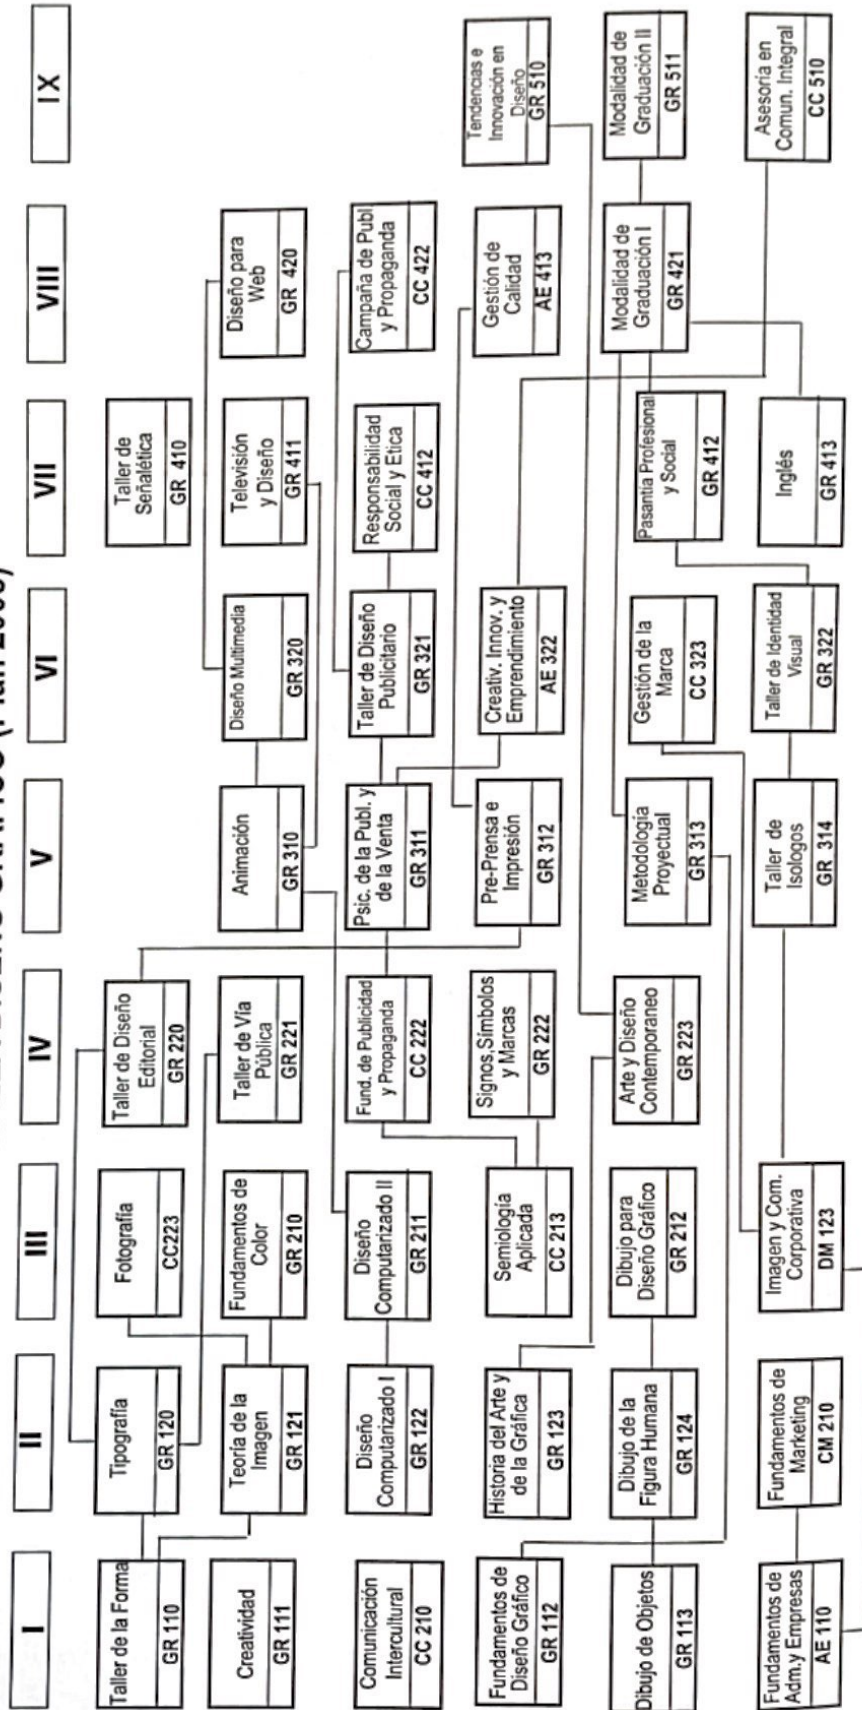 DISEÑO GRÁFICO (Plan
I
II
III
IV
V
VI
VII
VIII
IX
Taller de la Forma
GR 110
Creatividad
GR 111
Comunicación
Intercultural
CC 210
Fundamentos de
Diseño Gráfico
GR 112
Dibujo de Objetos
GR 113
Fundamentos de
Adm.y Empresas
AE 110
Tipografía
GR 120
Teoría de la
Imagen
GR 121
Diseño
Computarizado I
GR 122
Historia del Arte y
de la Gráfica
GR 123
Dibujo de la
Figura Humana
GR 124
Fundamentos de
Marketing
CM 210
Fotografía
CC223
Fundamentos de
Color
GR 210
Diseño
Computarizado II
GR 211
Semiología
Aplicada
CC 213
Dibujo para
Diseño Gráfico
GR 212
Imagen y Com.
Corporativa
DM 123
Taller de Diseño
Editorial
GR 220
Taller de Vía
Pública
GR 221
Fund. de Publicidad
y Propaganda
CC 222
Signos,Símbolos
y Marcas
GR 222
Arte y Diseño
Contemporaneo
GR 223
Animación
GR 310
Psic. de la Publ. y
de la Venta
GR 311
Pre-Prensa e
Impresión
GR 312
Metodología
Proyectual
GR 313
Taller de
Isologos
GR 314
Diseño Multimedia
GR 320
Taller de Diseño
Publicitario
GR 321
Creativ. Innov. y
Emprendimiento
AE 322
Gestión de la
Marca
CC 323
Taller de Identidad
Visual
GR 322
Taller de
Señalética
GR 410
Televisión
y Diseño
GR 411
Responsabilidad
Social y Etica
CC 412
Pasantía Profesional
y Social
GR 412
Inglés
GR 413
Diseño para
Web
GR 420
Campaña de Publ.
y Propaganda
CC 422
Gestión de
Calidad
AE 413
Modalidad de
Graduación I
GR 421
Tendencias e
Innovación en
Diseño
GR 510
Modalidad de
Graduación II
GR 511
Asesoría en
Comun. Integral
CC 510